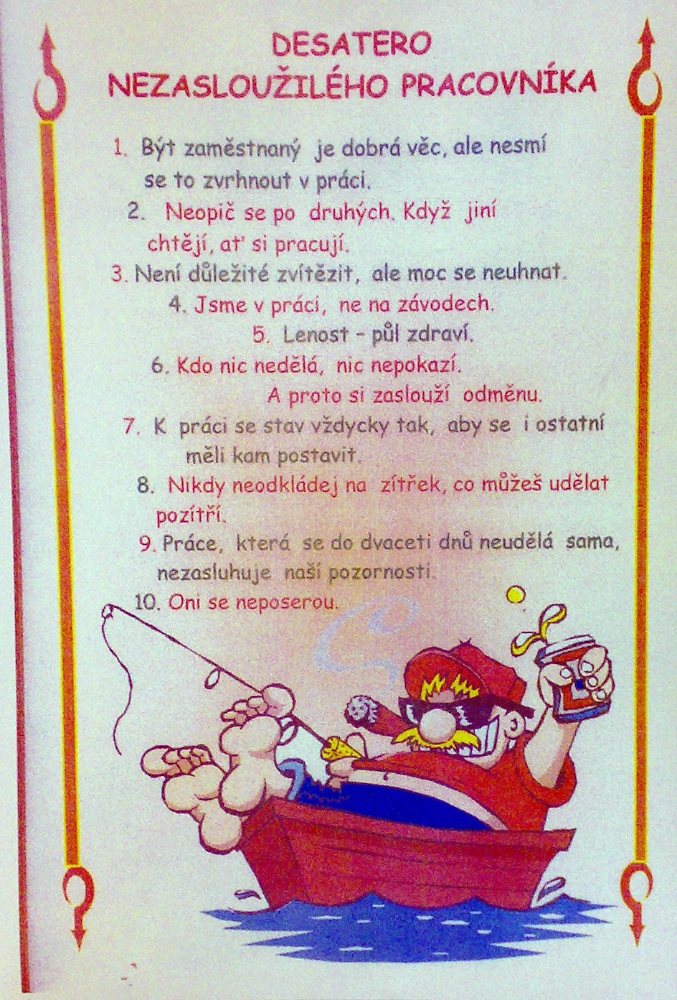 DESATERO
NEZASLOUŽILÉHO PRACOVNÍKA
1. Být zaměstnaný je dobrá věc, ale nesmí
se to zvrhnout v práci.
2. Neopič se po druhých. Když jiní
chtějí, ať si pracují.
3. Není důležité zvítězit, ale moc se neuhnat.
4. Jsme v práci, ne na závodech.
5. Lenost - půl zdraví.
6. Kdo nic nedělá, nic nepokazí.
A proto si zaslouží odměnu.
7. K práci se stav vždycky tak, aby se i ostatní
měli kam postavit.
8. Nikdy neodkládej na zítřek, co můžeš udělat
pozítří.
9. Práce, která se do dvaceti dnů neudělá sama,
nezasluhuje naší pozornosti.
10. Oni se neposerou.